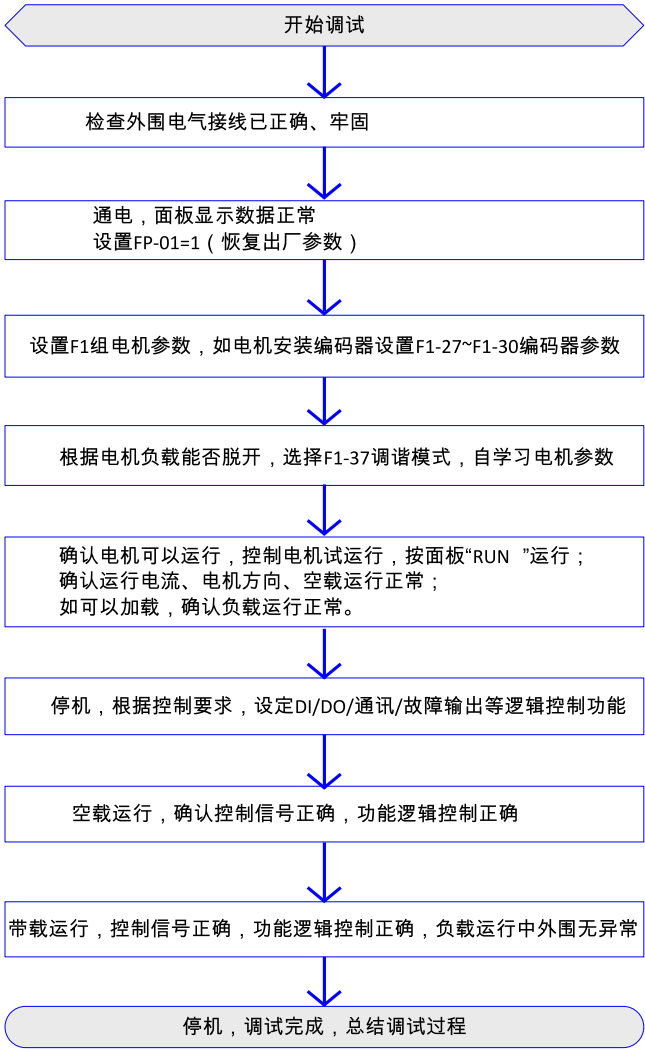 开始调试
检查外围电气接线已正确、牢固
通电，面板显示数据正常
设置FP-01=1（恢复出厂参数）
设置F1组电机参数，如电机安装编码器设置F1-27~F1-30编码器参数
根据电机负载能否脱开，选择F1-37调谐模式，自学习电机参数
确认电机可以运行，控制电机试运行，按面板“RUN ”运行；
确认运行电流、电机方向、空载运行正常；
如可以加载，确认负载运行正常。
停机，根据控制要求，设定DI/DO/通讯/故障输出等逻辑控制功能
空载运行，确认控制信号正确，功能逻辑控制正确
带载运行，控制信号正确，功能逻辑控制正确，负载运行中外围无异常
停机，调试完成，总结调试过程